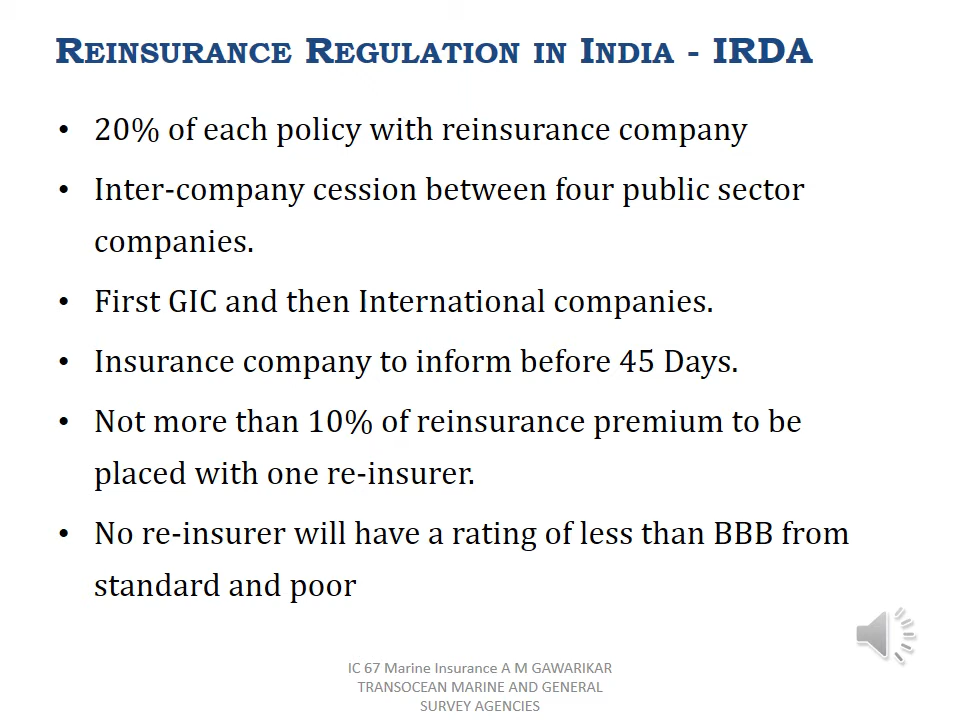 REINSURANCE REGULATION IN INDIA - IRDA
• 20% of each policy with reinsurance company
• Inter-company cession between four public sector
companies.
• First GIC and then International companies.
• Insurance company to inform before 45 Days.
• Not more than 10% of reinsurance premium to be
placed with one re-insurer.
• No re-insurer will have a rating of less than BBB from
standard and poor
IC 67 Marine Insurance A M GAWARIKAR
TRANSOCEAN MARINE AND GENERAL
SURVEY AGENCIES